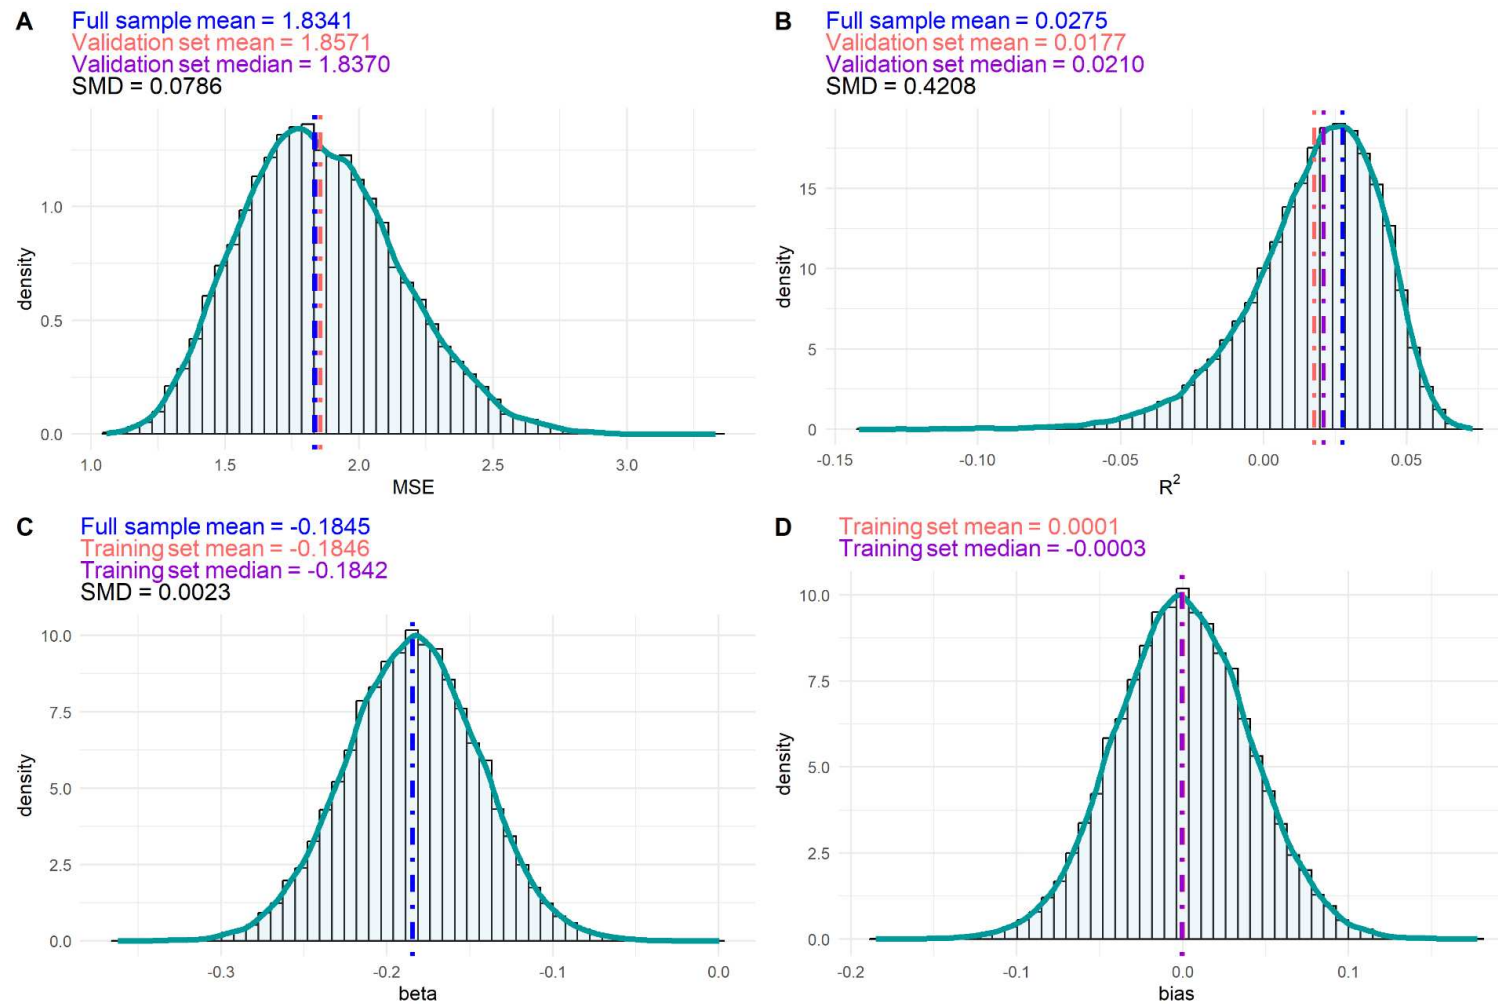 A
Full sample mean = 1.8341
Validation set mean = 1.8571
Validation set median = 1.8370
SMD = 0.0786
density
1.0
0.5
0.0
1.0 1.5 2.0 2.5 3.0
MSE
B
Full sample mean = 0.0275
Validation set mean = 0.0177
Validation set median = 0.0210
SMD = 0.4208
density
15
10
5
0
-0.15 -0.10 -0.05 0.00 0.05
R²
C
Full sample mean = -0.1845
Training set mean = -0.1846
Training set median = -0.1842
SMD = 0.0023
density
10.0
7.5
5.0
2.5
0.0
-0.3 -0.2 -0.1 0.0
beta
D
Training set mean = 0.0001
Training set median = -0.0003
density
10.0
7.5
5.0
2.5
0.0
-0.2 -0.1 0.0 0.1
bias